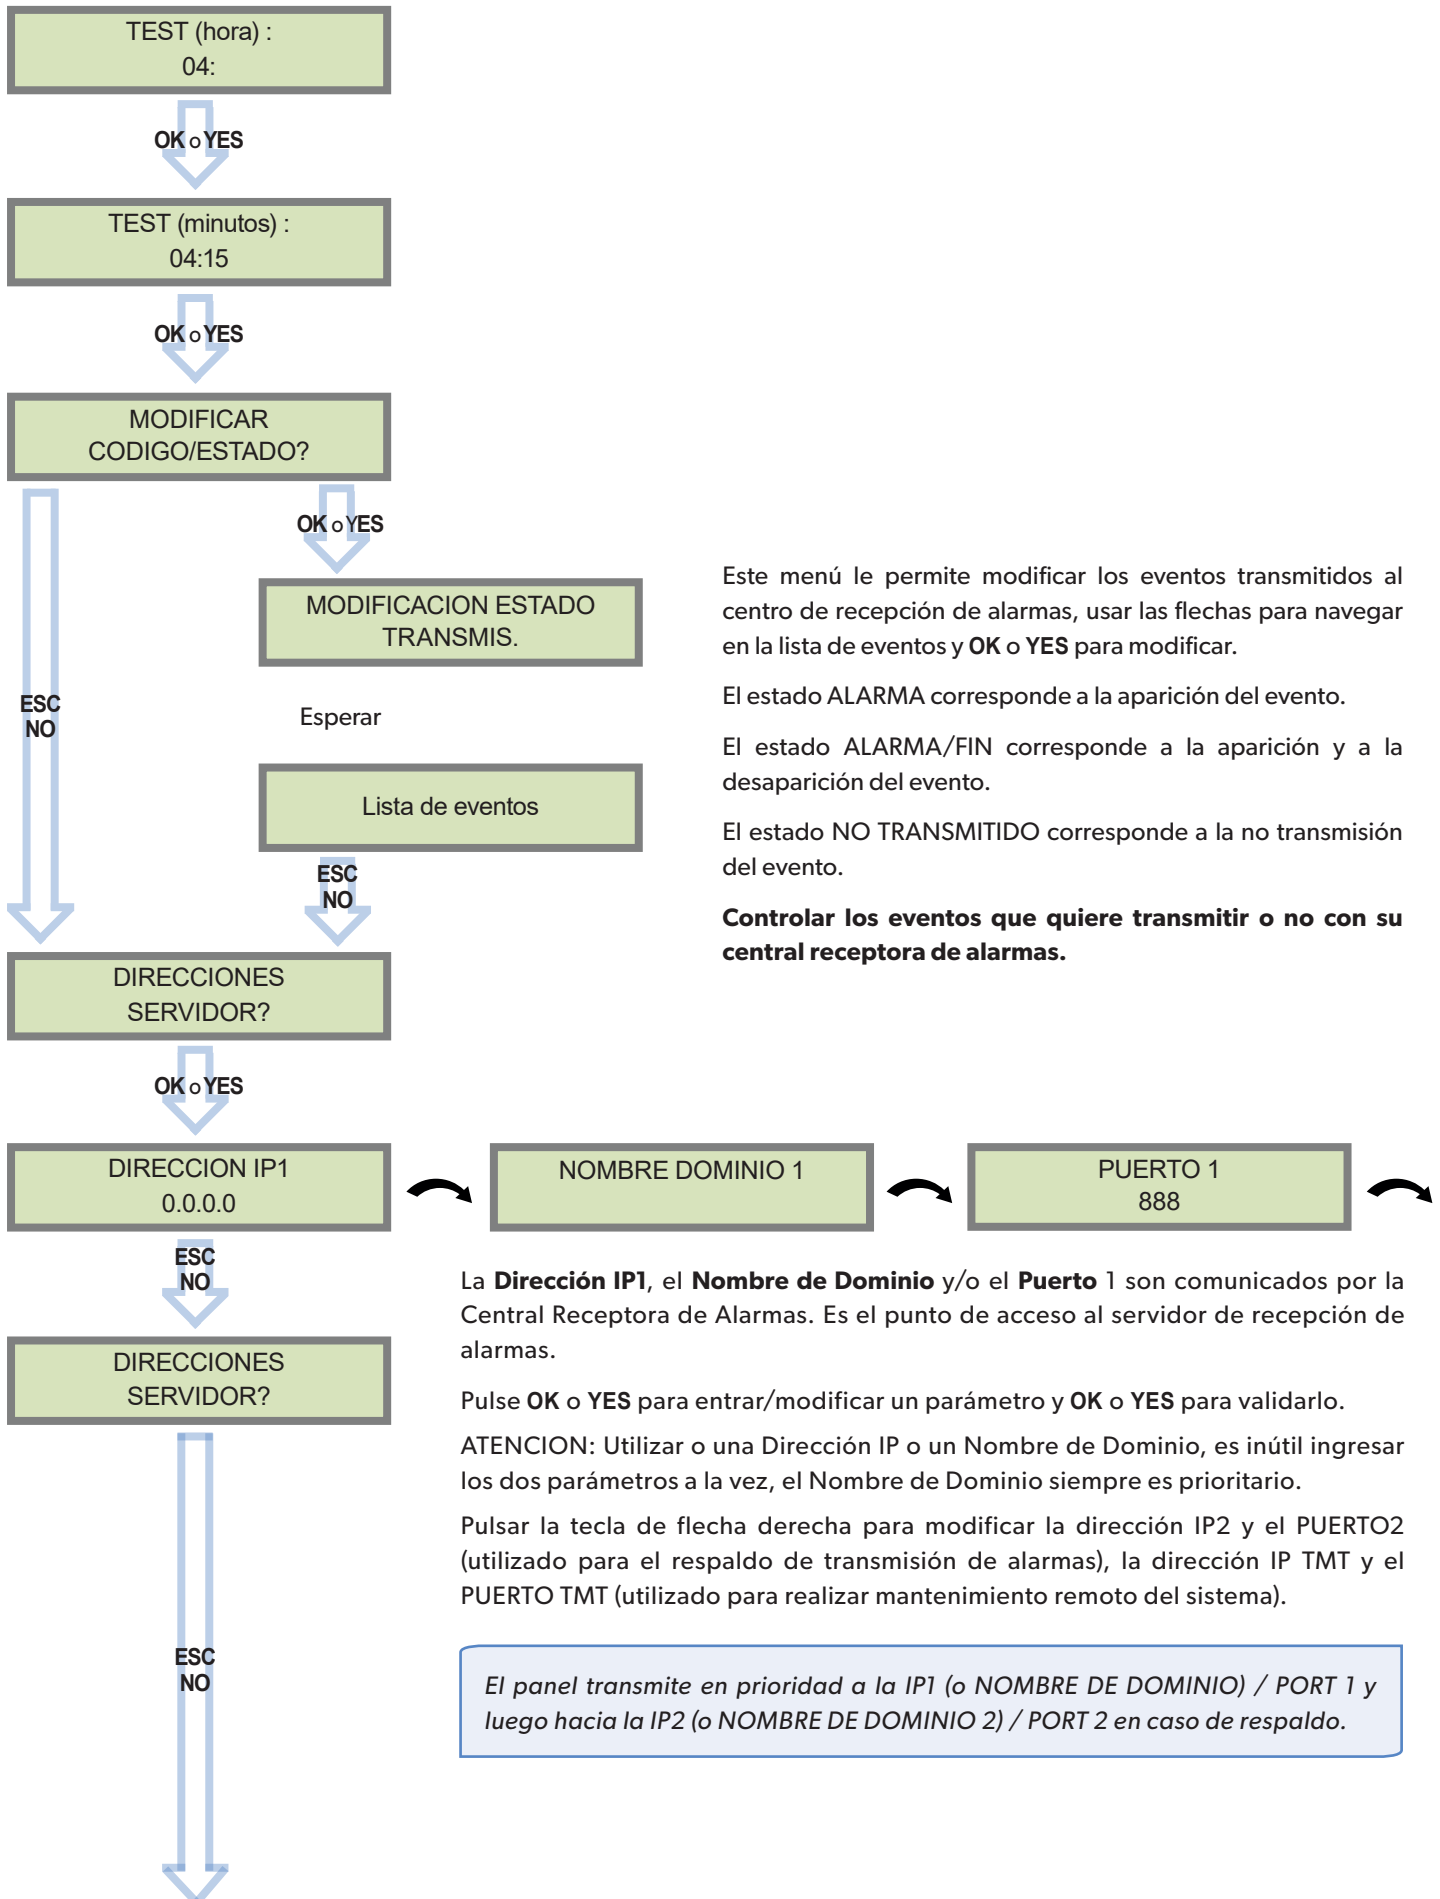 TEST (hora) :
04:
OK o YES
TEST (minutos) :
04:15
OK o YES
MODIFICAR
CODIGO/ESTADO?
OK o YES
MODIFICACION ESTADO
TRANSMIS.
ESC
NO
Esperar
Lista de eventos
ESC
NO
Este menú le permite modificar los eventos transmitidos al
centro de recepción de alarmas, usar las flechas para navegar
en la lista de eventos y OK o YES para modificar.
El estado ALARMA corresponde a la aparición del evento.
El estado ALARMA/FIN corresponde a la aparición y a la
desaparición del evento.
El estado NO TRANSMITIDO corresponde a la no transmisión
del evento.
Controlar los eventos que quiere transmitir o no con su
central receptora de alarmas.
DIRECCIONES
SERVIDOR?
OK o YES
DIRECCION IP1
0.0.0.0
NOMBRE DOMINIO 1
PUERTO 1
888
ESC
NO
DIRECCIONES
SERVIDOR?
La Dirección IP1, el Nombre de Dominio y/o el Puerto 1 son comunicados por la
Central Receptora de Alarmas. Es el punto de acceso al servidor de recepción de
alarmas.
Pulse OK o YES para entrar/modificar un parámetro y OK o YES para validarlo.
ATENCION: Utilizar o una Dirección IP o un Nombre de Dominio, es inútil ingresar
los dos parámetros a la vez, el Nombre de Dominio siempre es prioritario.
Pulsar la tecla de flecha derecha para modificar la dirección IP2 y el PUERTO2
(utilizado para el respaldo de transmisión de alarmas), la dirección IP TMT y el
PUERTO TMT (utilizado para realizar mantenimiento remoto del sistema).
ESC
NO
El panel transmite en prioridad a la IP1 (o NOMBRE DE DOMINIO) / PORT 1 y
luego hacia la IP2 (o NOMBRE DE DOMINIO 2) / PORT 2 en caso de respaldo.